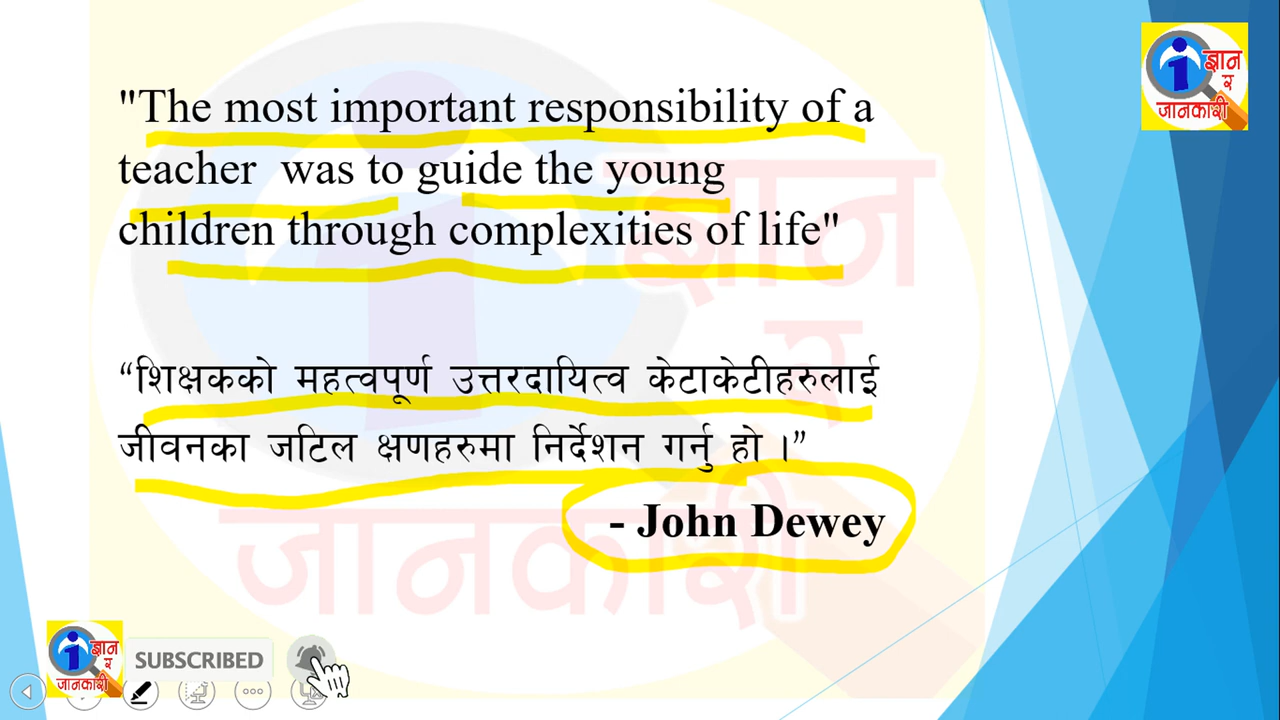 ज्ञान
र
जानकारी
"The most important responsibility of a
teacher was to guide the young
children through complexities of life"
“शिक्षकको महत्वपूर्ण उत्तरदायित्व केटाकेटीहरुलाई
जीवनका जटिल क्षणहरुमा निर्देशन गर्नु हो ।”
- John Dewey
ज्ञान
र
जानकारी
ज्ञान
र
जानकारी
SUBSCRIBED